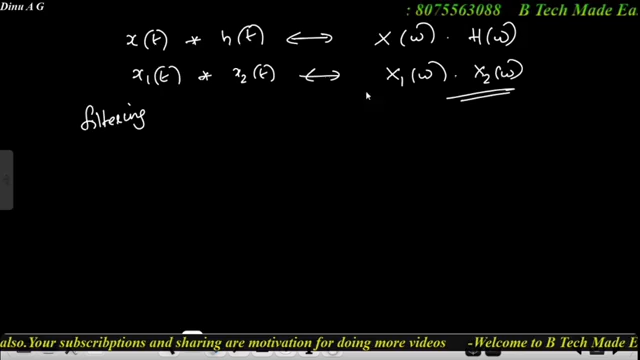 Dinu A G
: 8075563088 B Tech Made Ea
x(t) * h(t) ⟷ X(ω) · H(ω)
x₁(t) * x₂(t) ⟷ X₁(ω) · X₂(ω)
filtering
also.Your subscribptions and sharing are motivation for doing more videos -Welcome to B Tech Made E